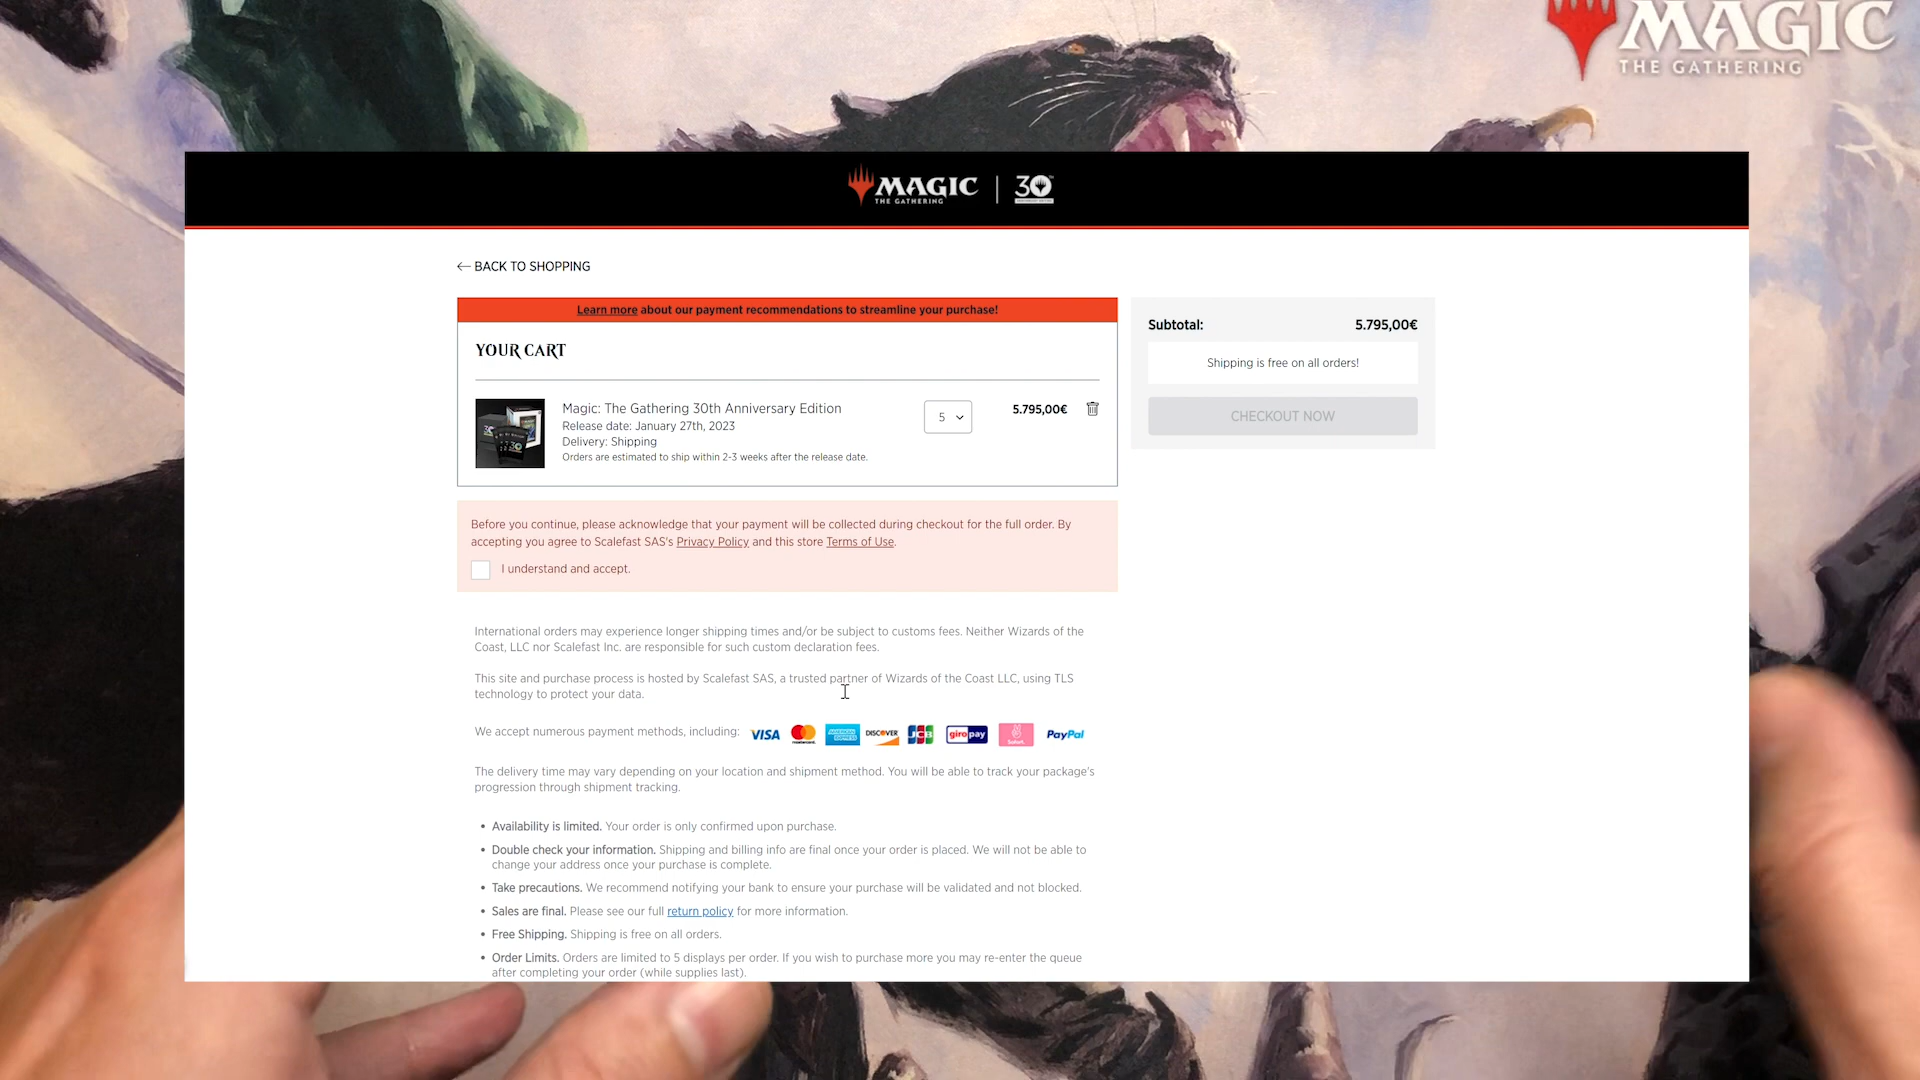 MAGIC
THE GATHERING
MAGIC
THE GATHERING
30
BACK TO SHOPPING
Learn more about our payment recommendations to streamline your purchase!
YOUR CART
Magic: The Gathering 30th Anniversary Edition
Release date: January 27th, 2023
Delivery: Shipping
Orders are estimated to ship within 2-3 weeks after the release date.
5
5.795,00€
Subtotal: 5.795,00€
Shipping is free on all orders!
CHECKOUT NOW
Before you continue, please acknowledge that your payment will be collected during checkout for the full order. By
accepting you agree to Scalefast SAS's Privacy Policy and this store Terms of Use.
I understand and accept.
International orders may experience longer shipping times and/or be subject to customs fees. Neither Wizards of the
Coast, LLC nor Scalefast Inc. are responsible for such custom declaration fees.
This site and purchase process is hosted by Scalefast SAS, a trusted partner of Wizards of the Coast LLC, using TLS
technology to protect your data.
We accept numerous payment methods, including: VISA mastercard AMERICAN EXPRESS DISCOVER JCB giropay Sofort. PayPal
The delivery time may vary depending on your location and shipment method. You will be able to track your package's
progression through shipment tracking.
• Availability is limited. Your order is only confirmed upon purchase.
• Double check your information. Shipping and billing info are final once your order is placed. We will not be able to
change your address once your purchase is complete.
• Take precautions. We recommend notifying your bank to ensure your purchase will be validated and not blocked.
• Sales are final. Please see our full return policy for more information.
• Free Shipping. Shipping is free on all orders.
• Order Limits. Orders are limited to 5 displays per order. If you wish to purchase more you may re-enter the queue
after completing your order (while supplies last).